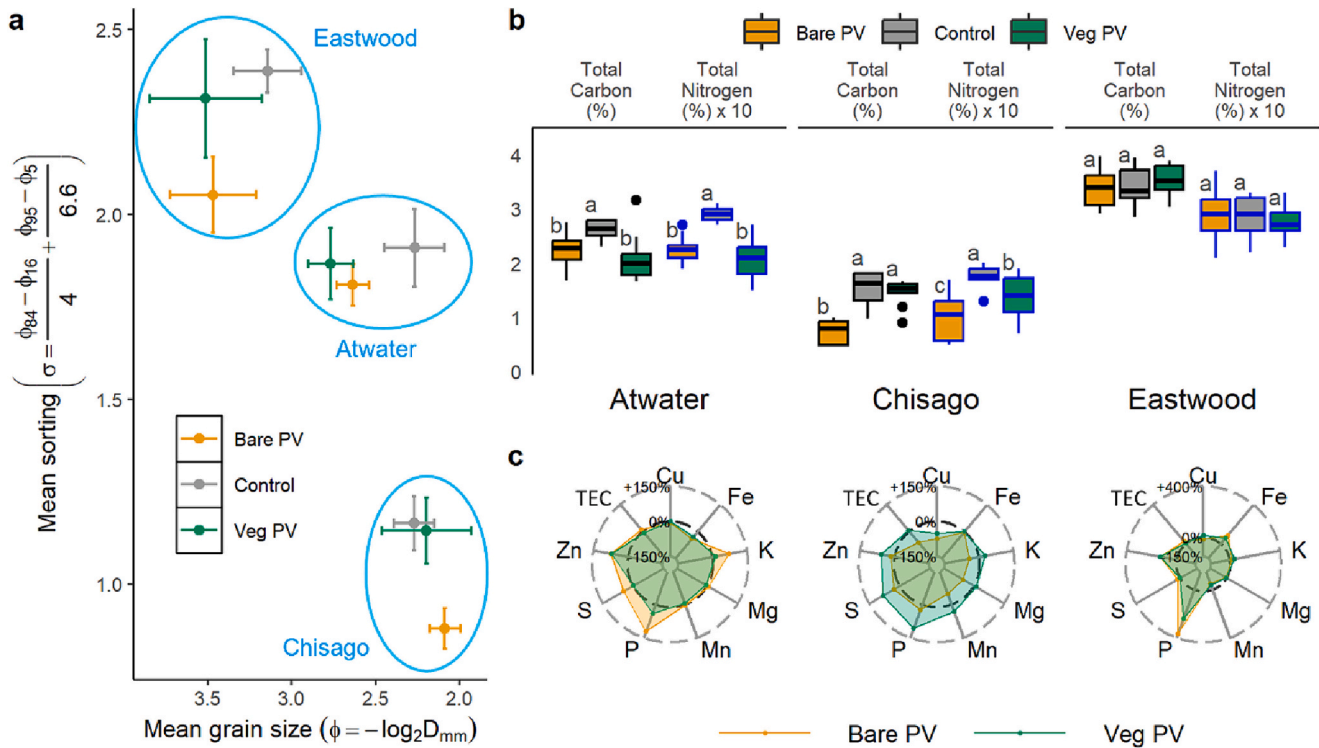 a
2.5
2.0
1.5
1.0
Mean sorting (σ = (ϕ84 − ϕ16)/4 + (ϕ95 − ϕ5)/6.6)
Eastwood
Atwater
Chisago
Bare PV
Control
Veg PV
3.5 3.0 2.5 2.0
Mean grain size (ϕ = −log2Dmm)
b
Bare PV Control Veg PV
Total Carbon (%)
Total Nitrogen (%) x 10
Total Carbon (%)
Total Nitrogen (%) x 10
Total Carbon (%)
Total Nitrogen (%) x 10
4
3
2
1
0
b a b b a b
b a a c a b
a a a a a a
Atwater Chisago Eastwood
c
Cu
Fe
K
Mg
Mn
P
S
Zn
TEC
+150%
0%
-150%
Cu
Fe
K
Mg
Mn
P
S
Zn
TEC
+150%
0%
-150%
Cu
Fe
K
Mg
Mn
P
S
Zn
TEC
+400%
0%
-150%
Bare PV Veg PV